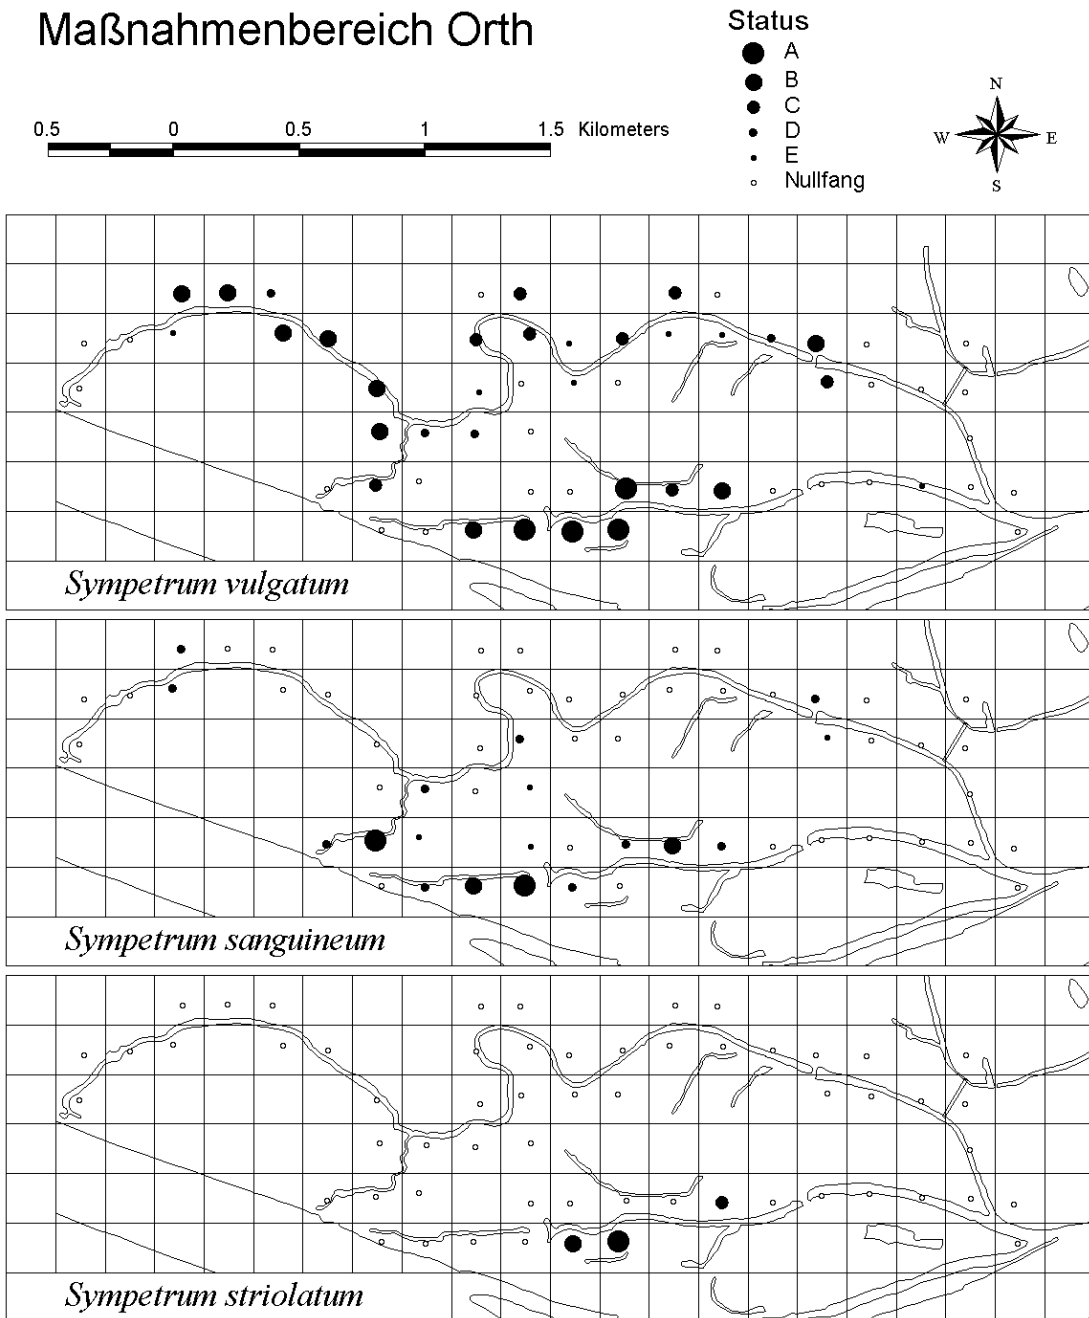 Maßnahmenbereich Orth
Status
A
B
C
D
E
Nullfang
0.5 0 0.5 1 1.5 Kilometers
N
W E
S
Sympetrum vulgatum
Sympetrum sanguineum
Sympetrum striolatum